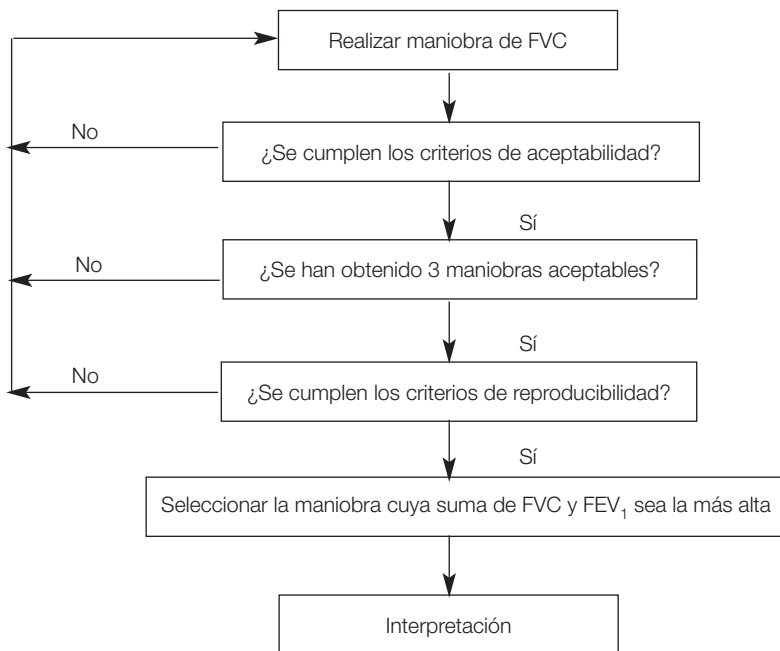 Realizar maniobra de FVC
No
¿Se cumplen los criterios de aceptabilidad?
Sí
No
¿Se han obtenido 3 maniobras aceptables?
Sí
No
¿Se cumplen los criterios de reproducibilidad?
Sí
Seleccionar la maniobra cuya suma de FVC y FEV₁ sea la más alta
Interpretación